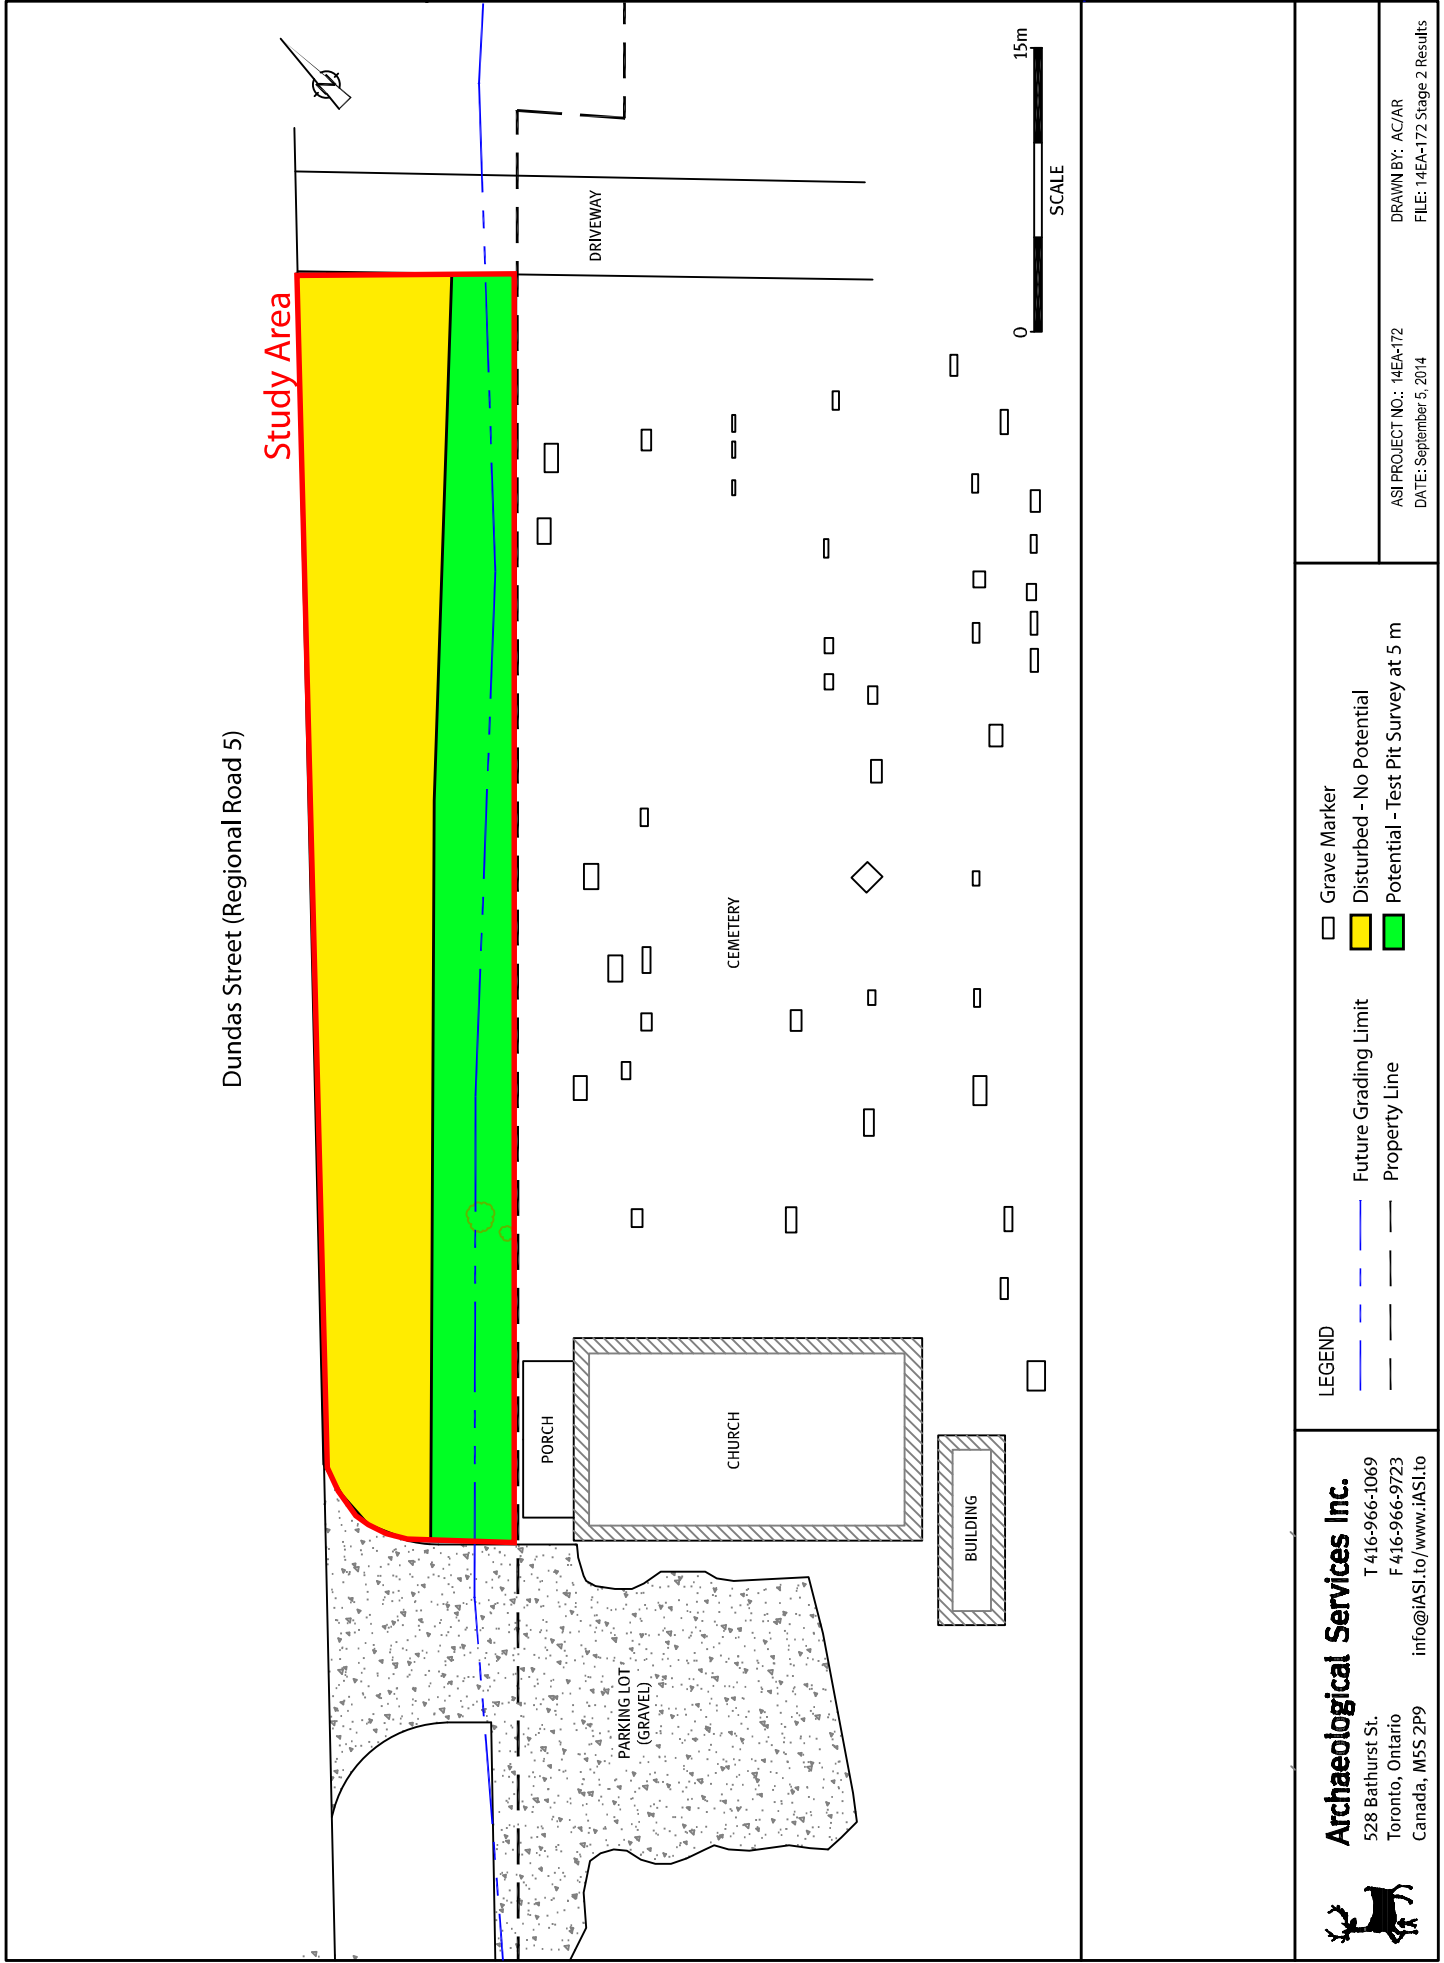 Dundas Street (Regional Road 5)
Study Area
N
DRIVEWAY
CEMETERY
PORCH
CHURCH
BUILDING
PARKING LOT
(GRAVEL)
0
15m
SCALE
Archaeological Services Inc.
528 Bathurst St.
T 416-966-1069
Toronto, Ontario
F 416-966-9723
Canada, M5S 2P9
info@iASI.to/www.iASI.to
LEGEND
Future Grading Limit
Property Line
Grave Marker
Disturbed - No Potential
Potential - Test Pit Survey at 5 m
ASI PROJECT NO.: 14EA-172
DATE: September 5, 2014
DRAWN BY: AC/AR
FILE: 14EA-172 Stage 2 Results